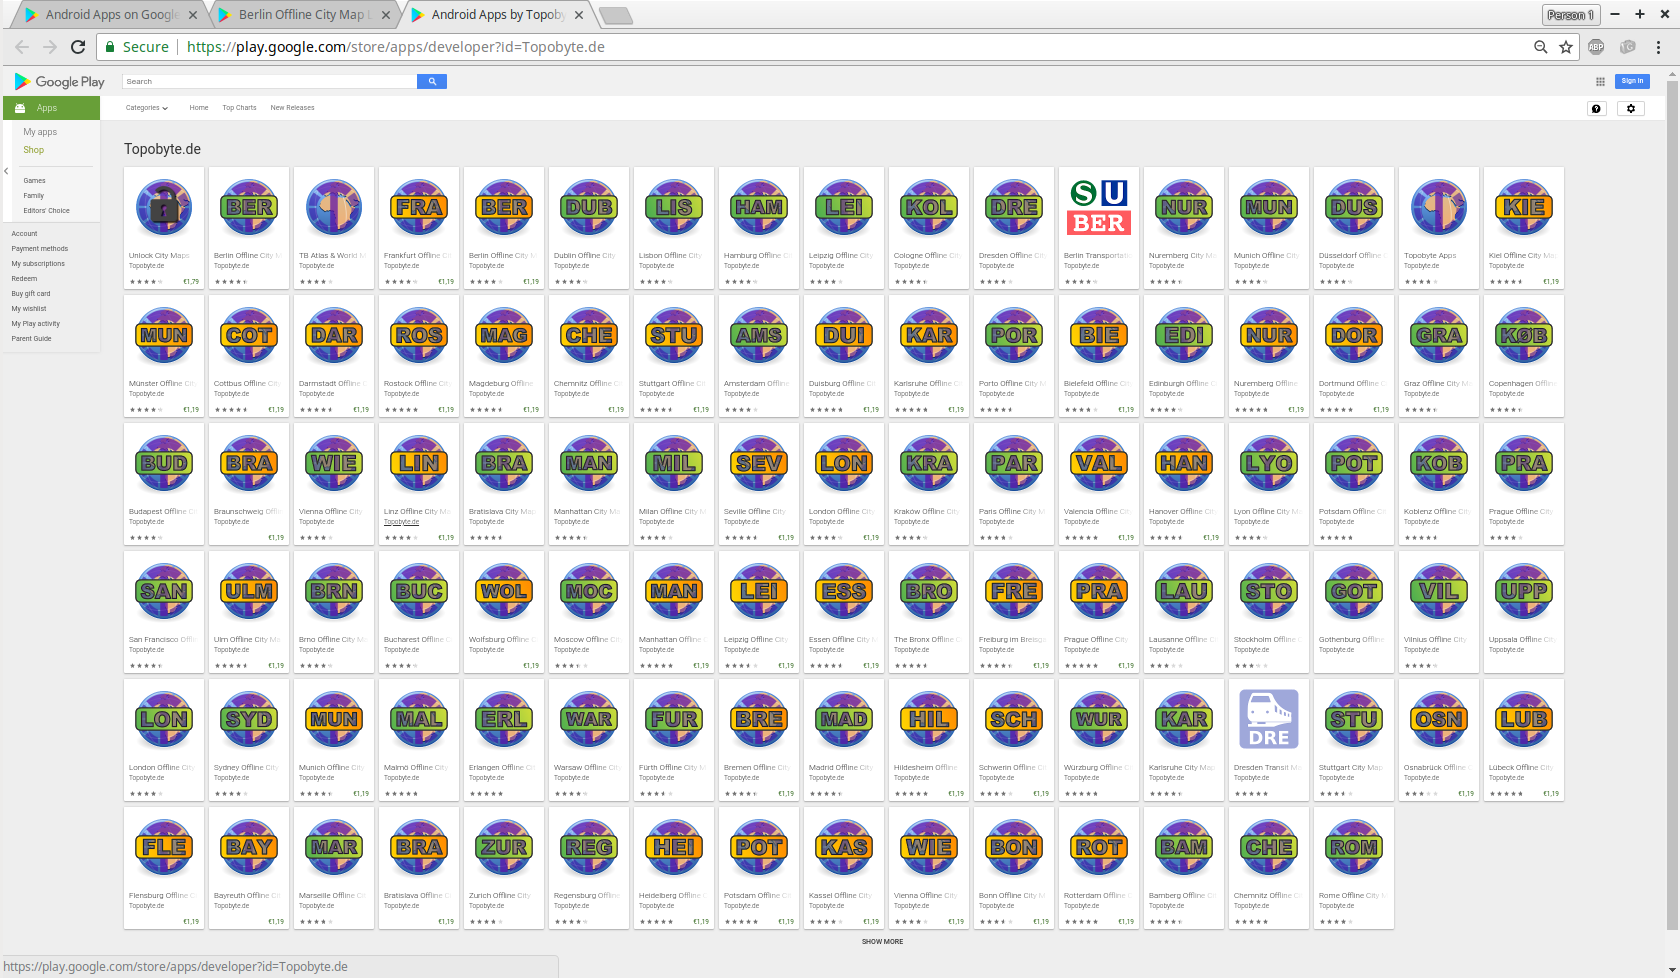 Android Apps on Google
Berlin Offline City Map
Android Apps by Topoby
Person 1
Secure
https://play.google.com/store/apps/developer?id=Topobyte.de
ABP
Google Play
Search
Sign in
Apps
Categories
Home
Top Charts
New Releases
My apps
Shop
Games
Family
Editors' Choice
Account
Payment methods
My subscriptions
Redeem
Buy gift card
My wishlist
My Play activity
Parent Guide
Topobyte.de
BER FRA BER DUB LIS HAM LEI KOL DRE S U BER NUR MUN DUS KIE
Unlock City Maps Berlin Offline City TB Atlas & World Frankfurt Offline Berlin Offline City Dublin Offline City Lisbon Offline City Hamburg Offline Leipzig Offline City Cologne Offline Dresden Offline Berlin Transportat Nuremberg City Munich Offline City Düsseldorf Offline Topobyte Apps Kiel Offline City
Topobyte.de Topobyte.de Topobyte.de Topobyte.de Topobyte.de Topobyte.de Topobyte.de Topobyte.de Topobyte.de Topobyte.de Topobyte.de Topobyte.de Topobyte.de Topobyte.de Topobyte.de Topobyte.de Topobyte.de
€1,79 €1,19 €1,19 €1,19
MUN COT DAR ROS MAG CHE STU AMS DUI KAR POR BIE EDI NUR DOR GRA KØB
Münster Offline Cottbus Offline Darmstadt Offline Rostock Offline Magdeburg Offline Chemnitz Offline Stuttgart Offline Amsterdam Offline Duisburg Offline Karlsruhe Offline Porto Offline City Bielefeld Offline Edinburgh Offline Nuremberg Offline Dortmund Offline Graz Offline City Copenhagen Offline
Topobyte.de Topobyte.de Topobyte.de Topobyte.de Topobyte.de Topobyte.de Topobyte.de Topobyte.de Topobyte.de Topobyte.de Topobyte.de Topobyte.de Topobyte.de Topobyte.de Topobyte.de Topobyte.de Topobyte.de
€1,19 €1,19 €1,19 €1,19 €1,19 €1,19 €1,19 €1,19 €1,19 €1,19 €1,19 €1,19
BUD BRA WIE LIN BRA MAN MIL SEV LON KRA PAR VAL HAN LYO POT KOB PRA
Budapest Offline Braunschweig Vienna Offline City Linz Offline City Bratislava City Manhattan City Milan Offline City Seville Offline City London Offline City Kraków Offline City Paris Offline City Valencia Offline Hanover Offline Lyon Offline City Potsdam Offline Koblenz Offline Prague Offline City
Topobyte.de Topobyte.de Topobyte.de Topobyte.de Topobyte.de Topobyte.de Topobyte.de Topobyte.de Topobyte.de Topobyte.de Topobyte.de Topobyte.de Topobyte.de Topobyte.de Topobyte.de Topobyte.de Topobyte.de
€1,19 €1,19 €1,19 €1,19 €1,19 €1,19
SAN ULM BRN BUC WOL MOC MAN LEI ESS BRO FRE PRA LAU STO GOT VIL UPP
San Francisco Ulm Offline City Brno Offline City Bucharest Offline Wolfsburg Offline Moscow Offline Manhattan Offline Leipzig Offline City Essen Offline City The Bronx Offline Freiburg im Breisga Prague Offline City Lausanne Offline Stockholm Offline Gothenburg Offline Vilnius Offline City Uppsala Offline
Topobyte.de Topobyte.de Topobyte.de Topobyte.de Topobyte.de Topobyte.de Topobyte.de Topobyte.de Topobyte.de Topobyte.de Topobyte.de Topobyte.de Topobyte.de Topobyte.de Topobyte.de Topobyte.de Topobyte.de
€1,19 €1,19 €1,19 €1,19 €1,19 €1,19 €1,19
LON SYD MUN MAL ERL WAR FUR BRE MAD HIL SCH WUR KAR DRE STU OSN LUB
London Offline City Sydney Offline City Munich Offline City Malmö Offline City Erlangen Offline Warsaw Offline City Fürth Offline City Bremen Offline City Madrid Offline City Hildesheim Offline Schwerin Offline Würzburg Offline Karlsruhe City Dresden Transit Stuttgart City Map Osnabrück Offline Lübeck Offline City
Topobyte.de Topobyte.de Topobyte.de Topobyte.de Topobyte.de Topobyte.de Topobyte.de Topobyte.de Topobyte.de Topobyte.de Topobyte.de Topobyte.de Topobyte.de Topobyte.de Topobyte.de Topobyte.de Topobyte.de
€1,19 €1,19 €1,19 €1,19 €1,19 €1,19
FLE BAY MAR BRA ZUR REG HEI POT KAS WIE BON ROT BAM CHE ROM
Flensburg Offline Bayreuth Offline Marseille Offline Bratislava Offline Zurich Offline City Regensburg Offline Heidelberg Offline Potsdam Offline Kassel Offline City Vienna Offline City Bonn Offline City Rotterdam Offline Bamberg Offline Chemnitz Offline Rome Offline City
Topobyte.de Topobyte.de Topobyte.de Topobyte.de Topobyte.de Topobyte.de Topobyte.de Topobyte.de Topobyte.de Topobyte.de Topobyte.de Topobyte.de Topobyte.de Topobyte.de Topobyte.de
€1,19 €1,19 €1,19 €1,19 €1,19 €1,19 €1,19 €1,19 €1,19
SHOW MORE
https://play.google.com/store/apps/developer?id=Topobyte.de